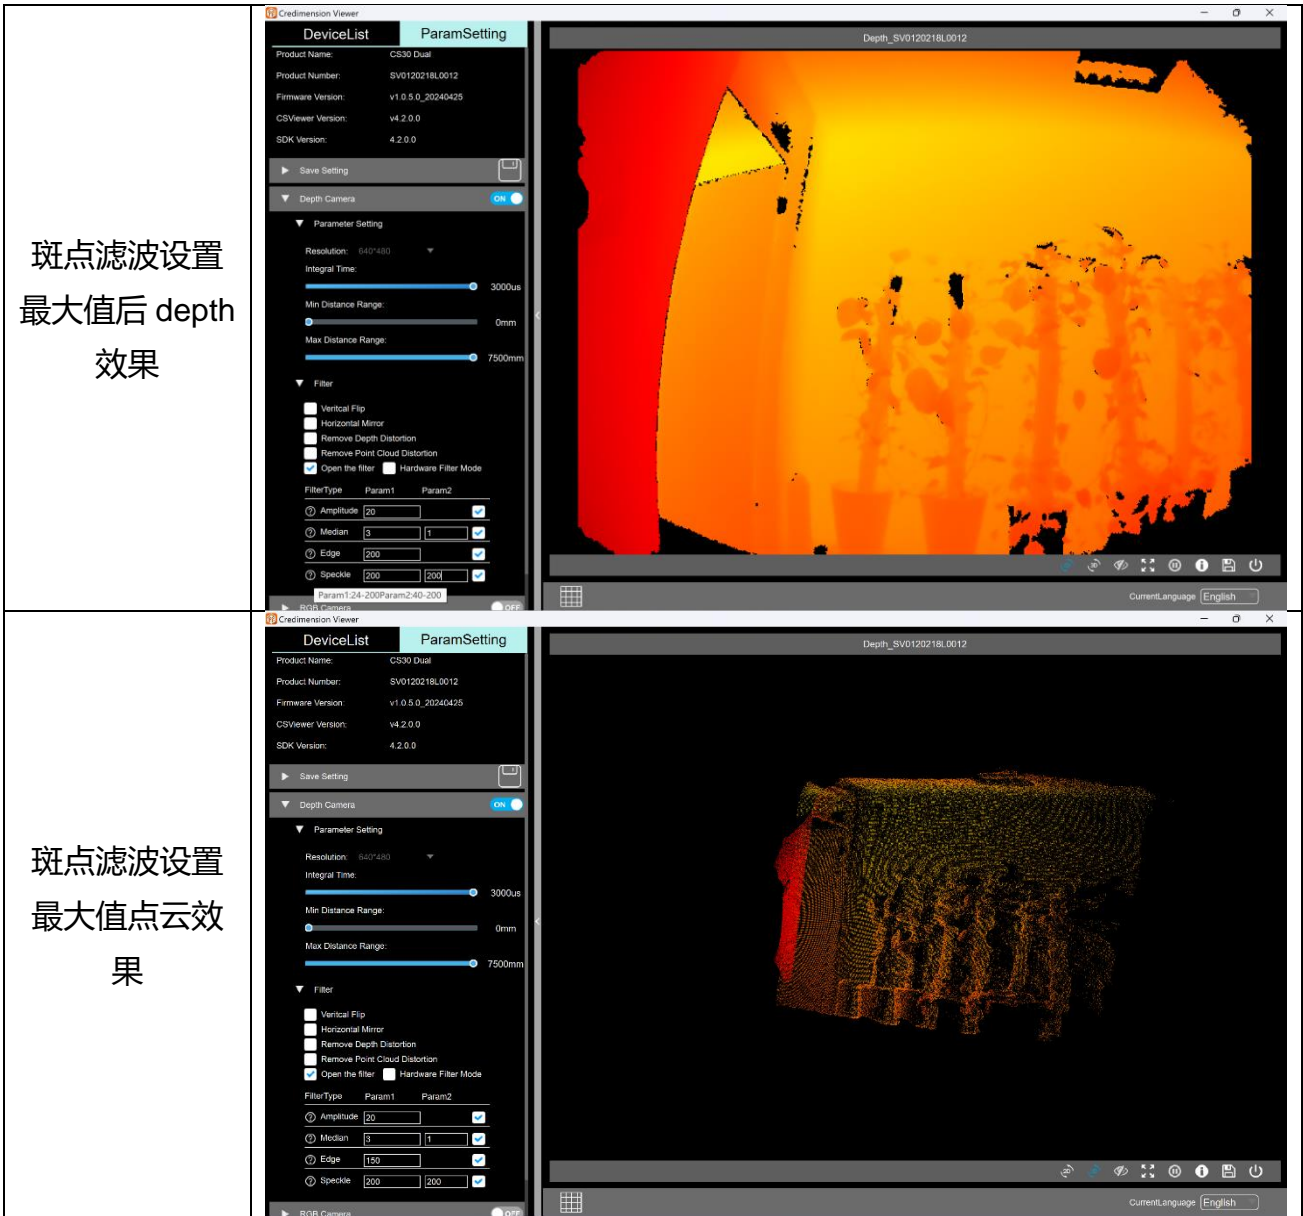 斑点滤波设置
最大值后 depth
效果
Credimension Viewer
DeviceList ParamSetting
Product Name: CS30 Dual
Product Number: SV0120218L0012
Firmware Version: v1.0.5.0_20240425
CSViewer Version: v4.2.0.0
SDK Version: 4.2.0.0
Save Setting
Depth Camera ON
Parameter Setting
Resolution: 640*480
Integral Time:
3000us
Min Distance Range:
0mm
Max Distance Range:
7500mm
Filter
Veritcal Flip
Horizontal Mirror
Remove Depth Distortion
Remove Point Cloud Distortion
Open the filter Hardware Filter Mode
FilterType Param1 Param2
Amplitude 20
Median 3 1
Edge 200
Speckle 200 200
Param1:24-200Param2:40-200
RGB Camera OFF
Depth_SV0120218L0012
CurrentLanguage English
斑点滤波设置
最大值点云效
果
Credimension Viewer
DeviceList ParamSetting
Product Name: CS30 Dual
Product Number: SV0120218L0012
Firmware Version: v1.0.5.0_20240425
CSViewer Version: v4.2.0.0
SDK Version: 4.2.0.0
Save Setting
Depth Camera ON
Parameter Setting
Resolution: 640*480
Integral Time:
3000us
Min Distance Range:
0mm
Max Distance Range:
7500mm
Filter
Veritcal Flip
Horizontal Mirror
Remove Depth Distortion
Remove Point Cloud Distortion
Open the filter Hardware Filter Mode
FilterType Param1 Param2
Amplitude 20
Median 3 1
Edge 150
Speckle 200 200
RGB Camera OFF
Depth_SV0120218L0012
CurrentLanguage English